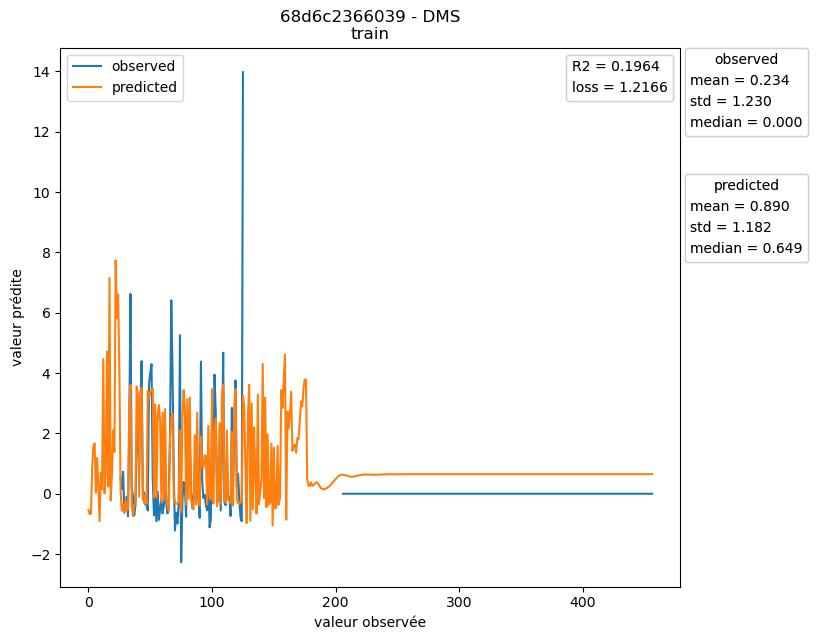 68d6c2366039 - DMS
train
observed
predicted
R2 = 0.1964
loss = 1.2166
observed
mean = 0.234
std = 1.230
median = 0.000
predicted
mean = 0.890
std = 1.182
median = 0.649
valeur prédite
14
12
10
8
6
4
2
0
−2
0
100
200
300
400
valeur observée